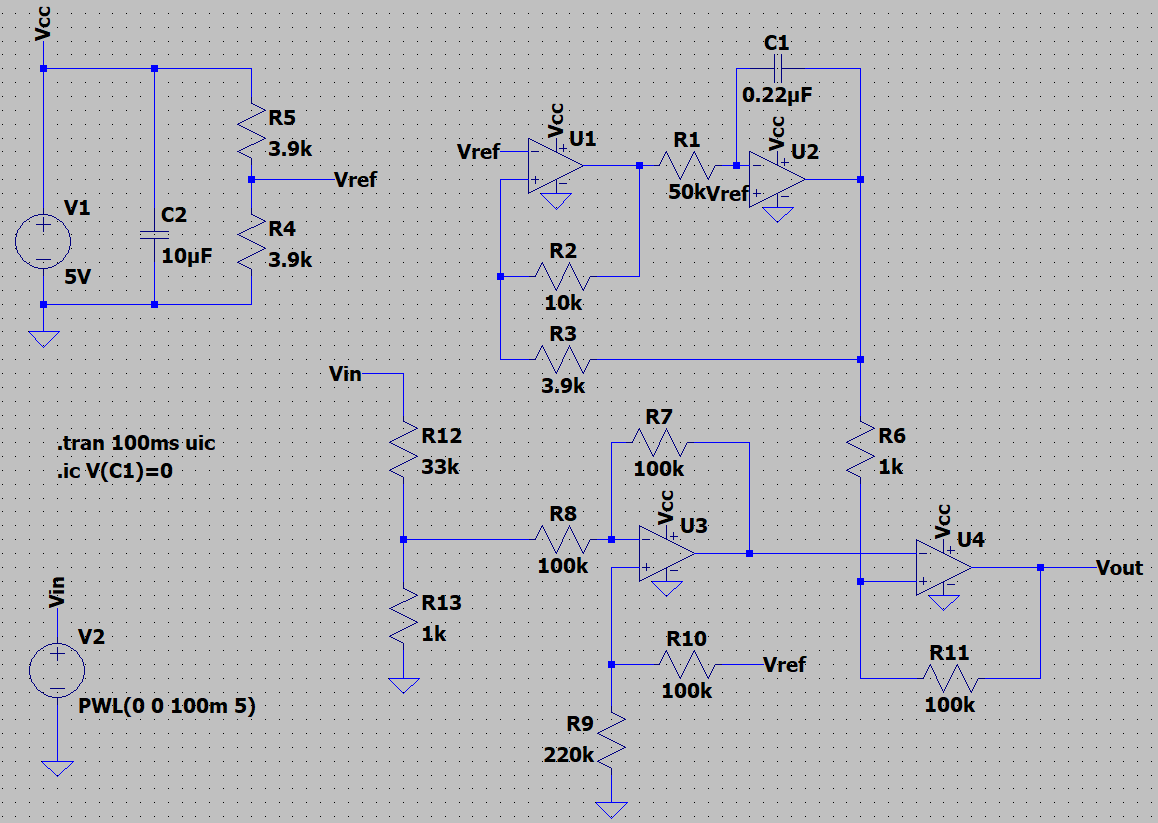 Vcc
V1
5V
C2
10µF
R5
3.9k
Vref
R4
3.9k
Vref
Vcc
U1
R1
50k
C1
0.22µF
Vcc
U2
Vref
R2
10k
R3
3.9k
.tran 100ms uic
.ic V(C1)=0
Vin
V2
PWL(0 0 100m 5)
Vin
R12
33k
R13
1k
R8
100k
R7
100k
Vcc
U3
R10
100k
Vref
R9
220k
R6
1k
Vcc
U4
Vout
R11
100k